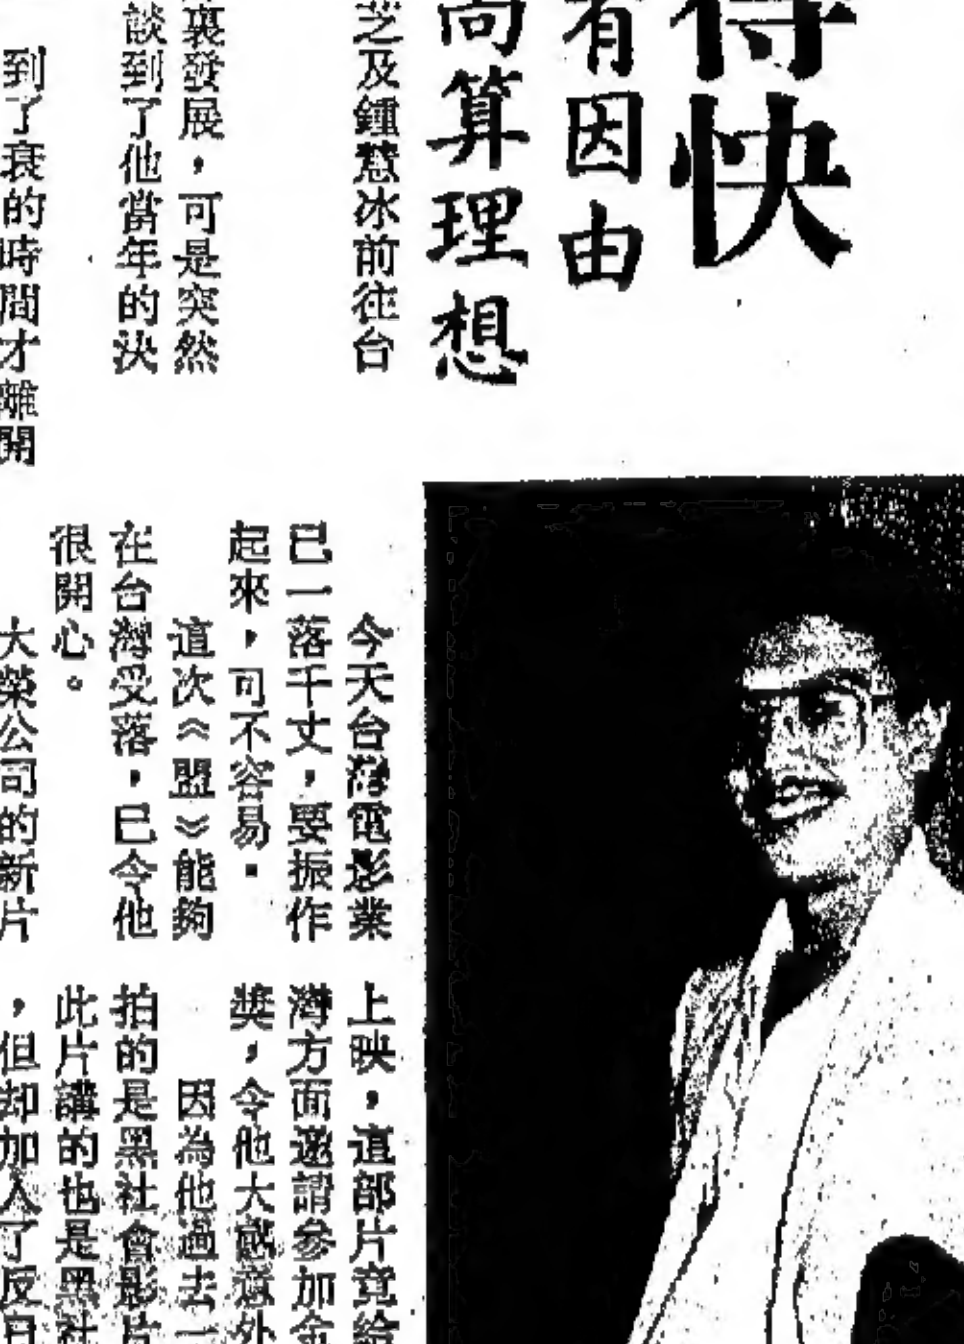 得快
有因由
尚算理想
芝及鍾慧冰前往台
裏發展，可是突然
談到了他當年的決
到了衰的時間才離開
今天台灣電影業
已一落千丈，要振作
起來，可不容易。
這次《盟》能夠
在台灣受落，已令他
很開心。
大榮公司的新片
上映，這部片竟給
灣方面邀請參加金
獎，令他大感意外
因為他過去一
拍的是黑社會影片
此片講的也是黑社
，但却加入了反日